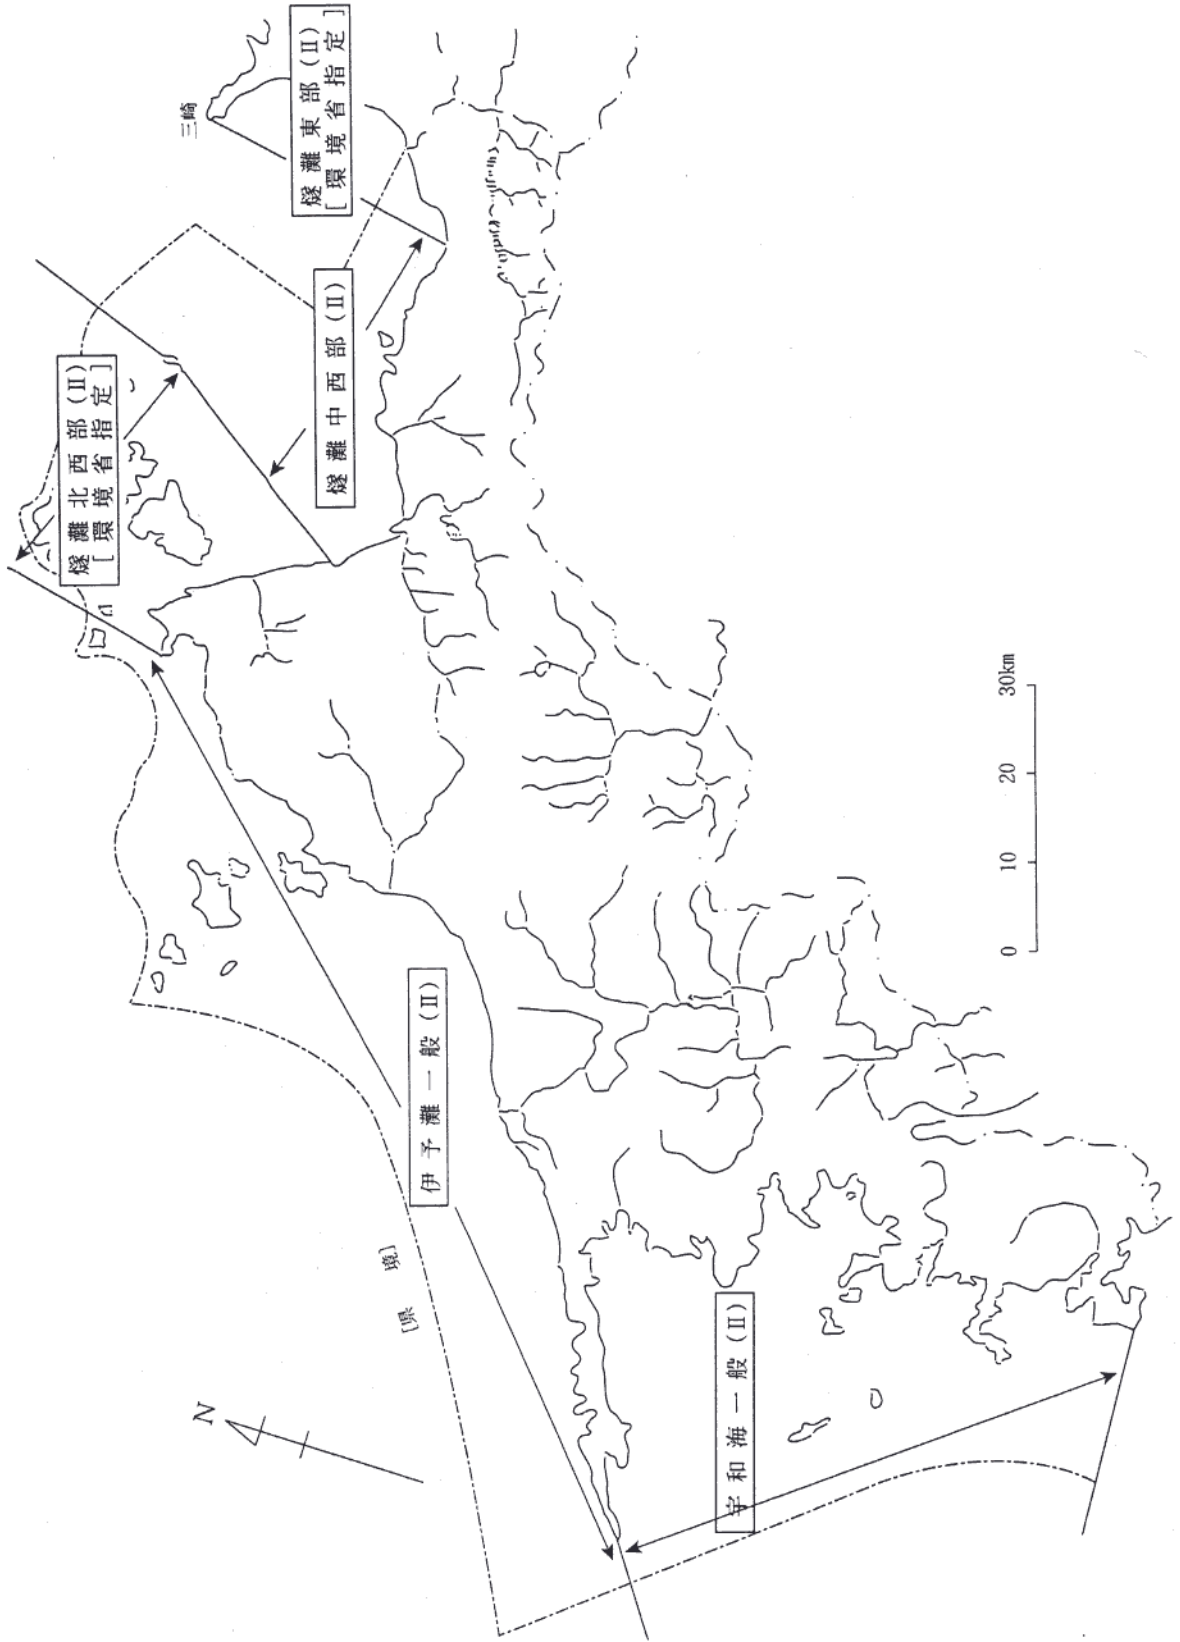 三崎
燧灘東部(Ⅱ)
[環境省指定]
燧灘北西部(Ⅱ)
[環境省指定]
燧灘中西部(Ⅱ)
伊予灘一般(Ⅱ)
[県境]
宇和海一般(Ⅱ)
N
0 10 20 30km